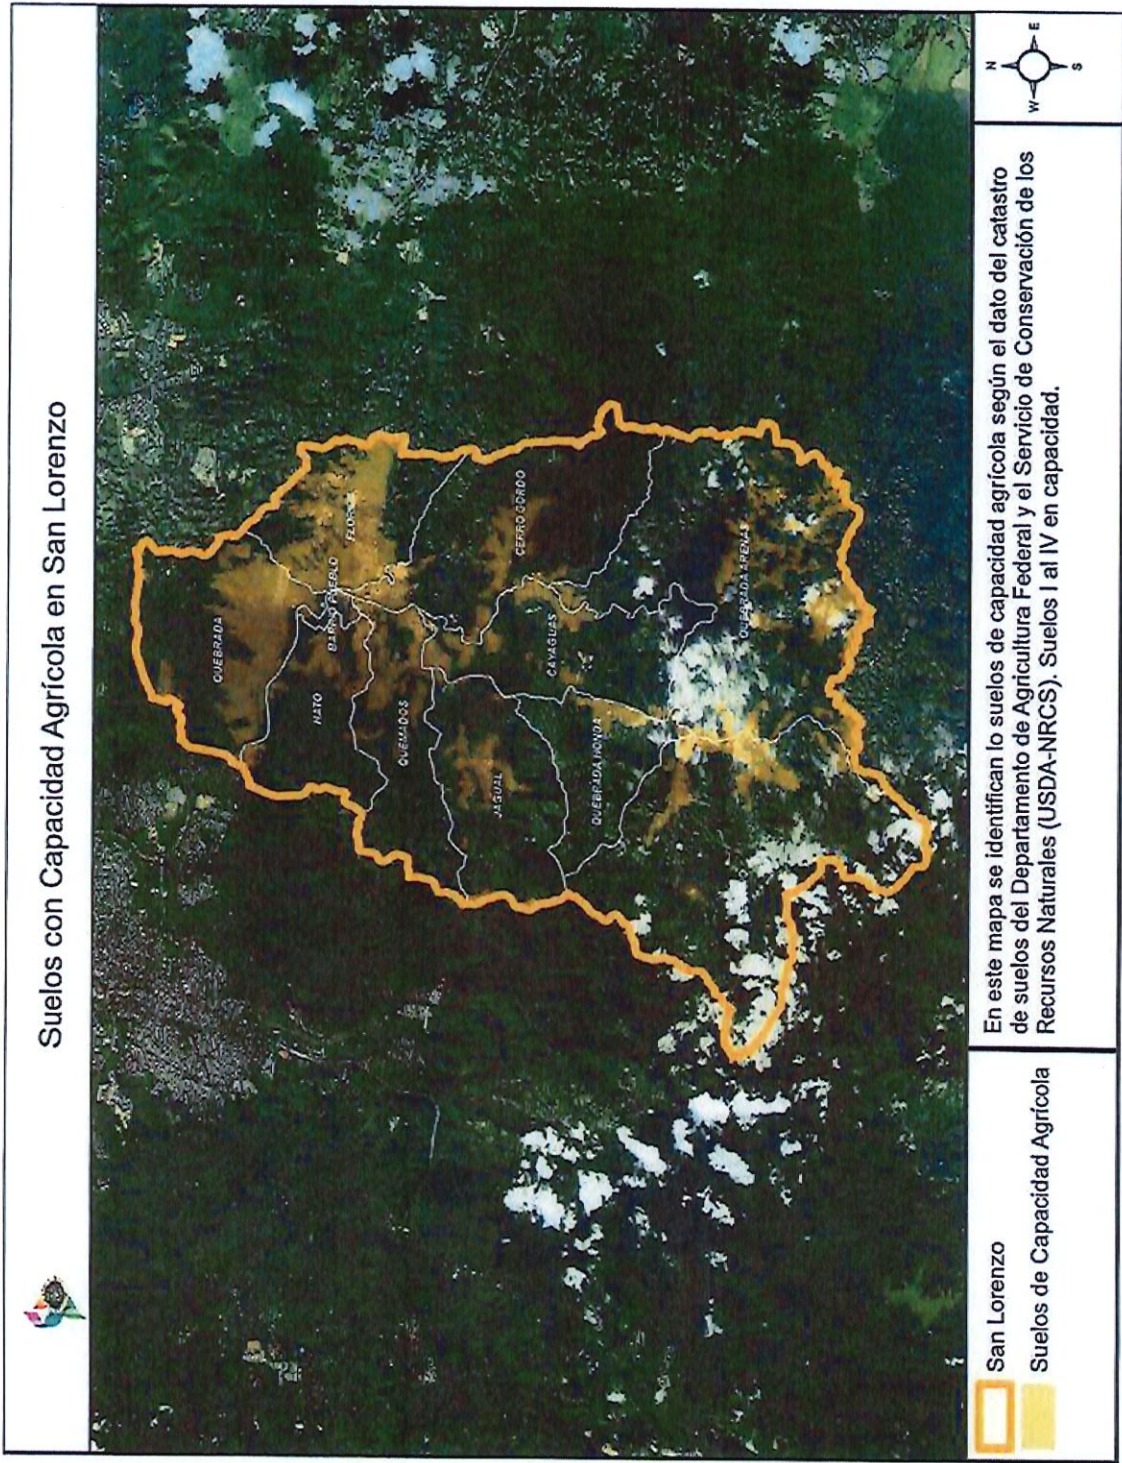 Suelos con Capacidad Agrícola en San Lorenzo
QUEBRADA
HATO
BARRIO PUEBLO
FLORIDA
QUEMADOS
JAGUAL
CERRO GORDO
CAYAGUAS
QUEBRADA HONDA
QUEBRADA ARENAS
San Lorenzo
Suelos de Capacidad Agrícola
En este mapa se identifican lo suelos de capacidad agrícola según el dato del catastro
de suelos del Departamento de Agricultura Federal y el Servicio de Conservación de los
Recursos Naturales (USDA-NRCS). Suelos I al IV en capacidad.
N
W
E
S